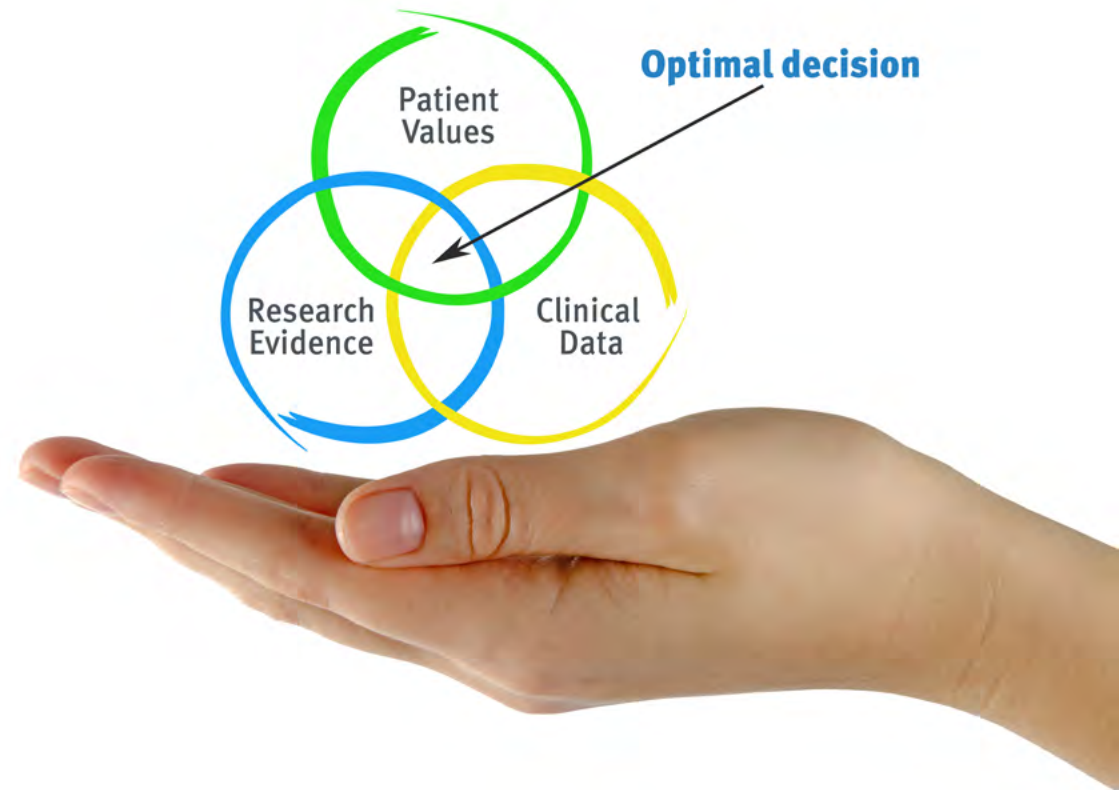 Optimal decision
Patient
Values
Research
Evidence
Clinical
Data